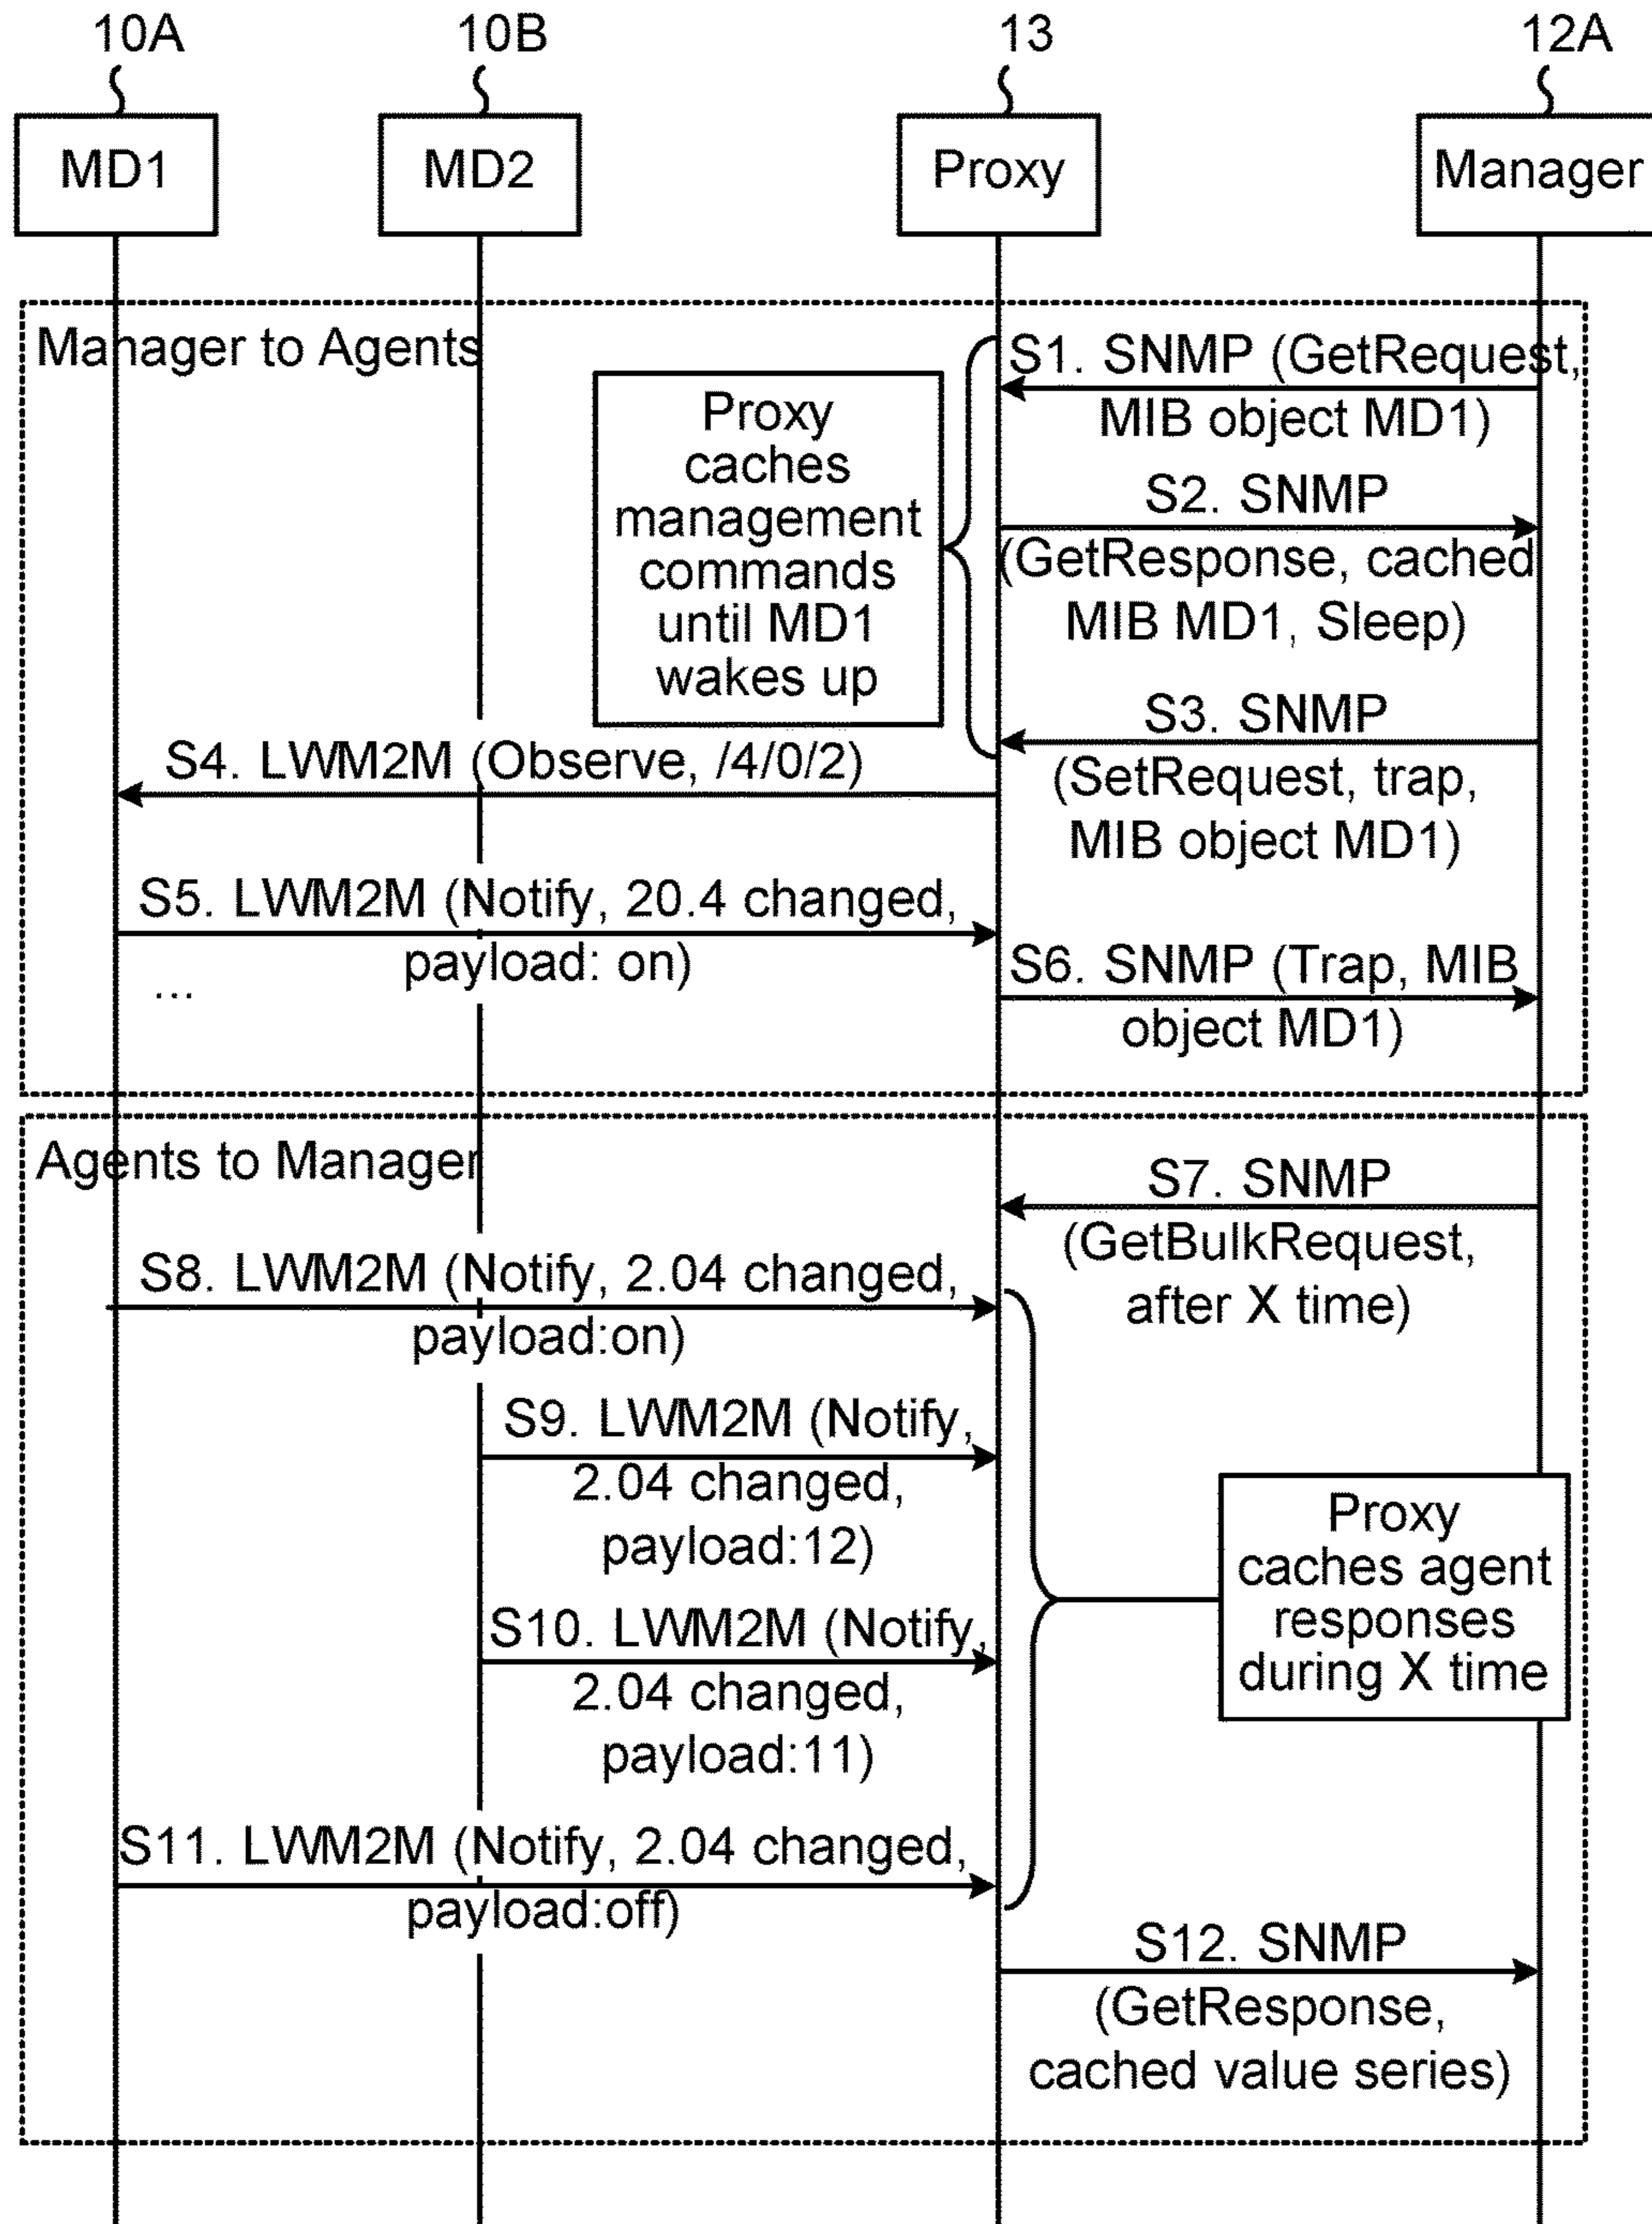 10A
10B
13
12A
MD1
MD2
Proxy
Manager
Manager to Agents
S1. SNMP (GetRequest,
MIB object MD1)
Proxy
caches
management
commands
until MD1
wakes up
S2. SNMP
(GetResponse, cached
MIB MD1, Sleep)
S3. SNMP
(SetRequest, trap,
MIB object MD1)
S4. LWM2M (Observe, /4/0/2)
S5. LWM2M (Notify, 20.4 changed,
payload: on)
...
S6. SNMP (Trap, MIB
object MD1)
Agents to Manager
S7. SNMP
(GetBulkRequest,
after X time)
S8. LWM2M (Notify, 2.04 changed,
payload:on)
S9. LWM2M (Notify,
2.04 changed,
payload:12)
Proxy
caches agent
responses
during X time
S10. LWM2M (Notify,
2.04 changed,
payload:11)
S11. LWM2M (Notify, 2.04 changed,
payload:off)
S12. SNMP
(GetResponse,
cached value series)